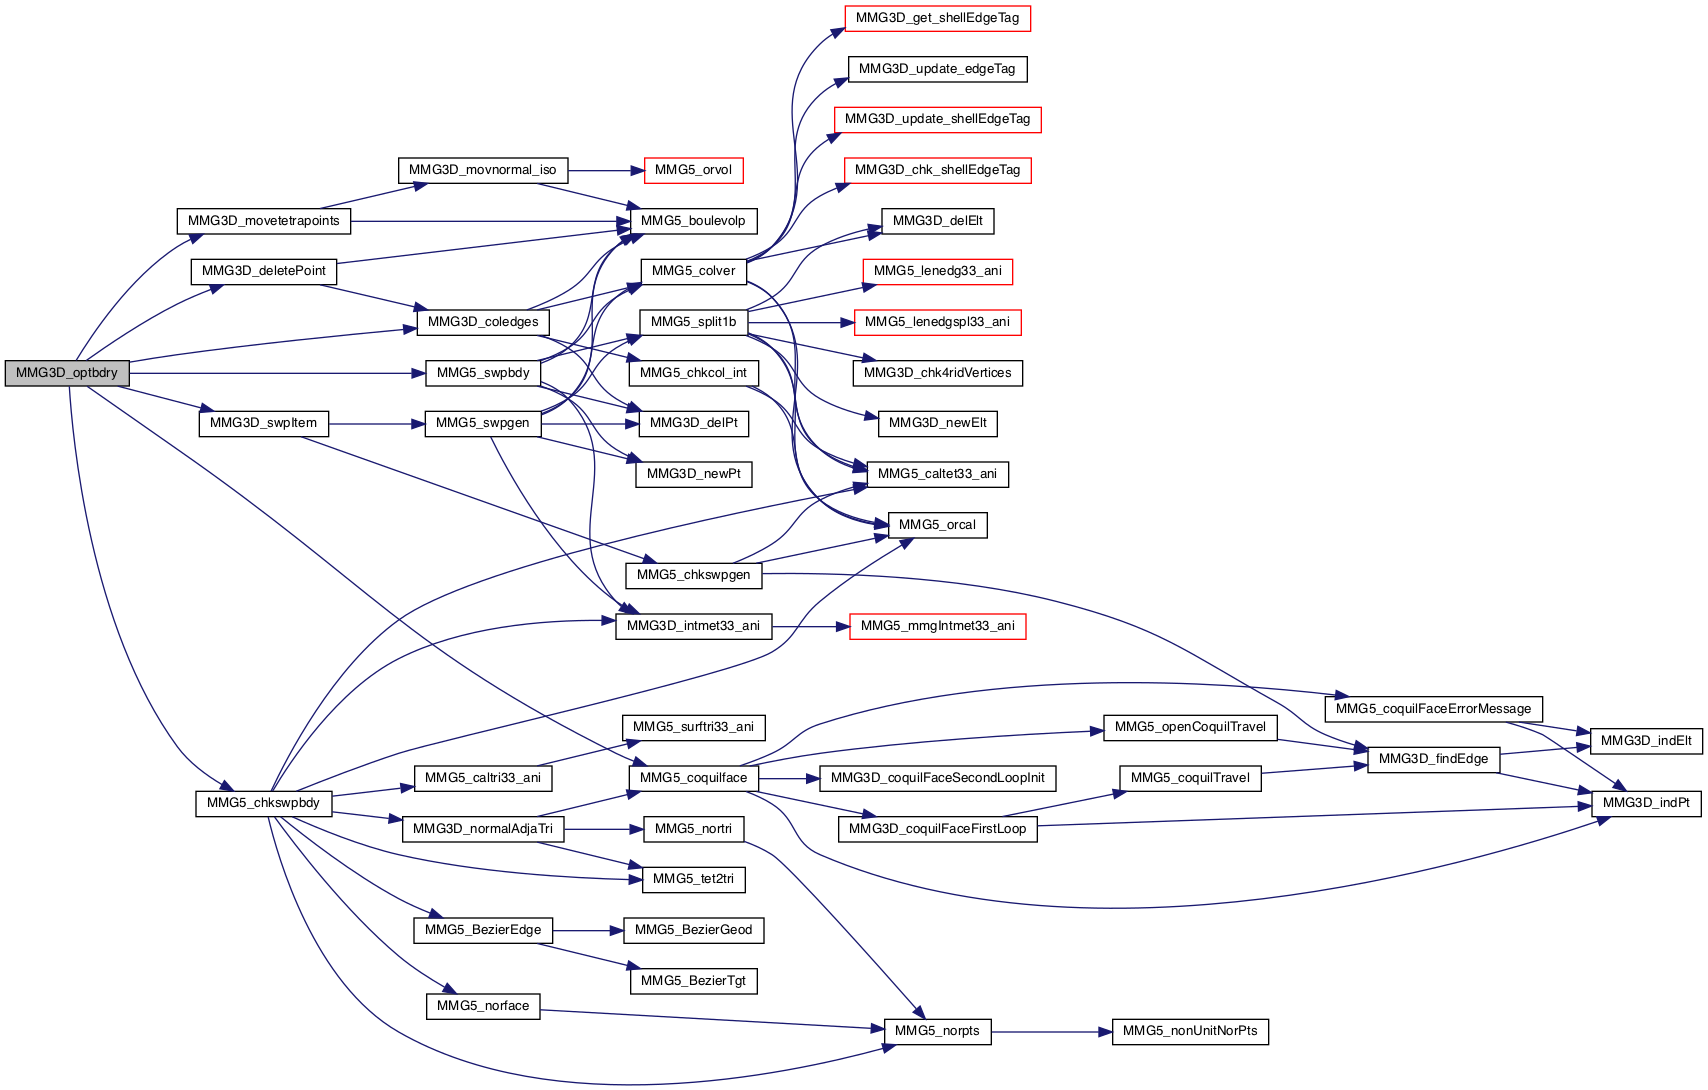 MMG3D_get_shellEdgeTag
MMG3D_update_edgeTag
MMG3D_update_shellEdgeTag
MMG3D_movnormal_iso
MMG5_orvol
MMG3D_chk_shellEdgeTag
MMG3D_movetetrapoints
MMG5_boulevolp
MMG3D_delElt
MMG3D_deletePoint
MMG5_colver
MMG5_lenedg33_ani
MMG3D_coledges
MMG5_split1b
MMG5_lenedgspl33_ani
MMG3D_optbdry
MMG5_swpbdy
MMG5_chkcol_int
MMG3D_chk4ridVertices
MMG3D_swpItem
MMG5_swpgen
MMG3D_delPt
MMG3D_newElt
MMG3D_newPt
MMG5_caltet33_ani
MMG5_orcal
MMG5_chkswpgen
MMG3D_intmet33_ani
MMG5_mmgIntmet33_ani
MMG5_coquilFaceErrorMessage
MMG5_surftri33_ani
MMG5_openCoquilTravel
MMG3D_indElt
MMG3D_findEdge
MMG5_caltri33_ani
MMG5_coquilface
MMG3D_coquilFaceSecondLoopInit
MMG5_coquilTravel
MMG5_chkswpbdy
MMG3D_indPt
MMG3D_normalAdjaTri
MMG5_nortri
MMG3D_coquilFaceFirstLoop
MMG5_tet2tri
MMG5_BezierEdge
MMG5_BezierGeod
MMG5_BezierTgt
MMG5_norface
MMG5_norpts
MMG5_nonUnitNorPts